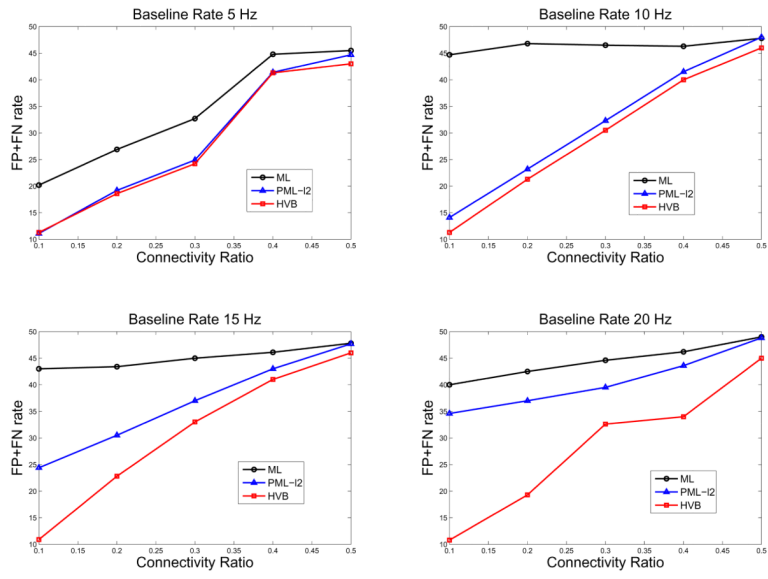 Baseline Rate 5 Hz
FP+FN rate
50
45
40
35
30
25
20
15
10
ML
PML-l2
HVB
0.1 0.15 0.2 0.25 0.3 0.35 0.4 0.45 0.5
Connectivity Ratio
Baseline Rate 10 Hz
FP+FN rate
50
45
40
35
30
25
20
15
10
ML
PML-l2
HVB
0.1 0.15 0.2 0.25 0.3 0.35 0.4 0.45 0.5
Connectivity Ratio
Baseline Rate 15 Hz
FP+FN rate
50
45
40
35
30
25
20
15
10
ML
PML-l2
HVB
0.1 0.15 0.2 0.25 0.3 0.35 0.4 0.45 0.5
Connectivity Ratio
Baseline Rate 20 Hz
FP+FN rate
50
45
40
35
30
25
20
15
10
ML
PML-l2
HVB
0.1 0.15 0.2 0.25 0.3 0.35 0.4 0.45 0.5
Connectivity Ratio